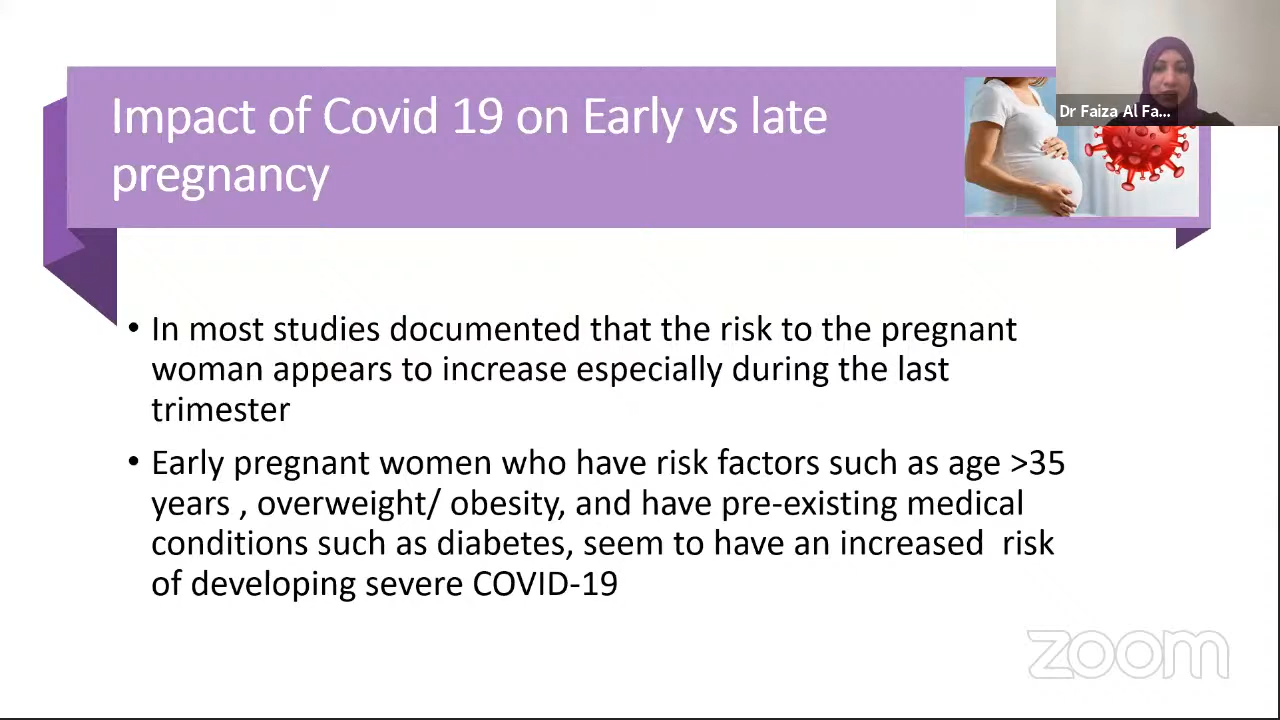 Impact of Covid 19 on Early vs late
pregnancy
Dr Faiza Al Fa...
• In most studies documented that the risk to the pregnant
woman appears to increase especially during the last
trimester
• Early pregnant women who have risk factors such as age >35
years , overweight/ obesity, and have pre-existing medical
conditions such as diabetes, seem to have an increased risk
of developing severe COVID-19
zoom